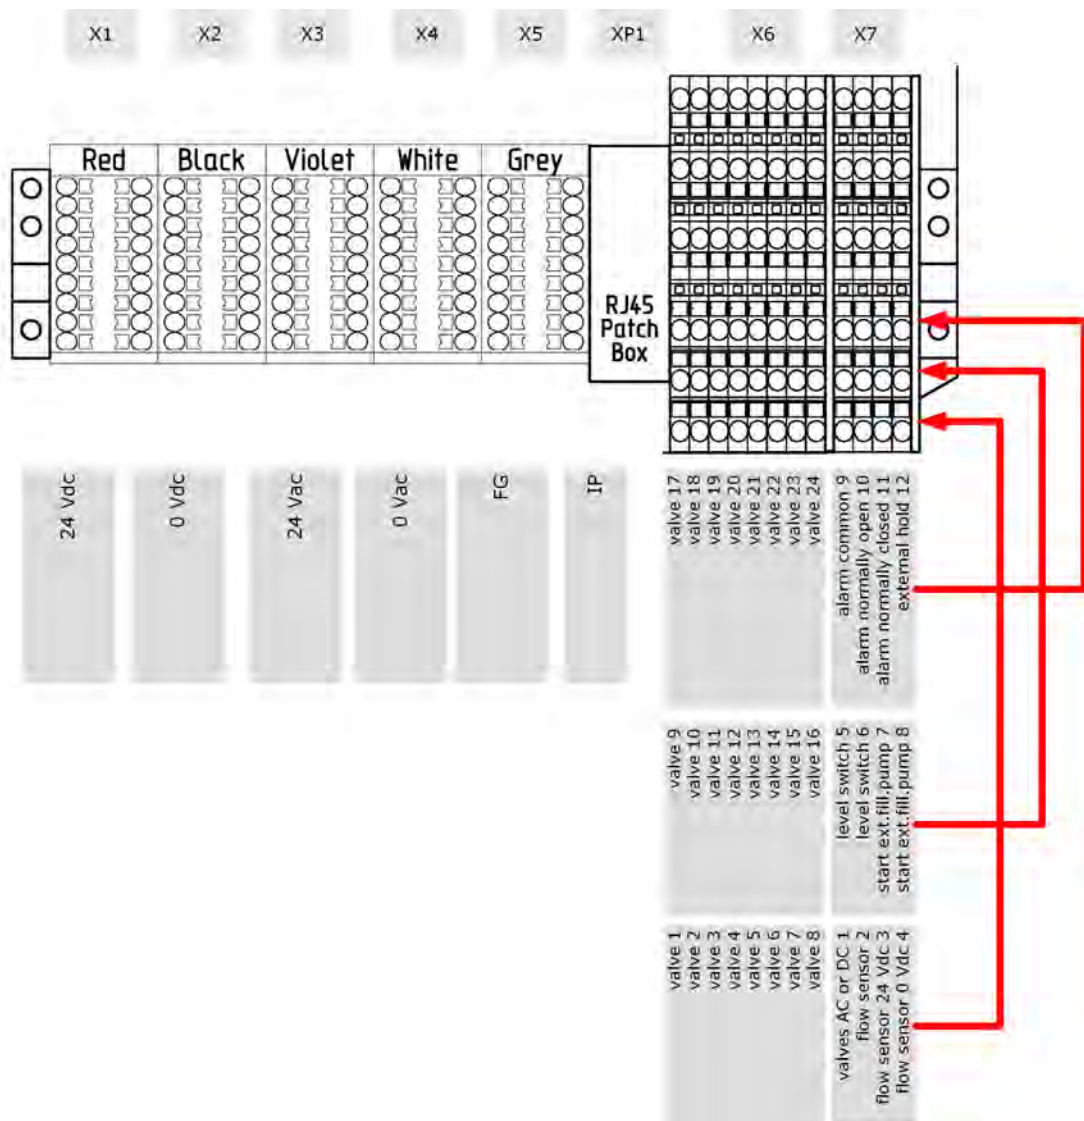 X1 X2 X3 X4 X5 XP1 X6 X7
Red Black Violet White Grey
RJ45
Patch
Box
24 Vdc
0 Vdc
24 Vac
0 Vac
FG
IP
valve 17
valve 18
valve 19
valve 20
valve 21
valve 22
valve 23
valve 24
alarm common 9
alarm normally open 10
alarm normally closed 11
external hold 12
valve 9
valve 10
valve 11
valve 12
valve 13
valve 14
valve 15
valve 16
level switch 5
level switch 6
start ext.fill.pump 7
start ext.fill.pump 8
valve 1
valve 2
valve 3
valve 4
valve 5
valve 6
valve 7
valve 8
valves AC or DC 1
flow sensor 2
flow sensor 24 Vdc 3
flow sensor 0 Vdc 4